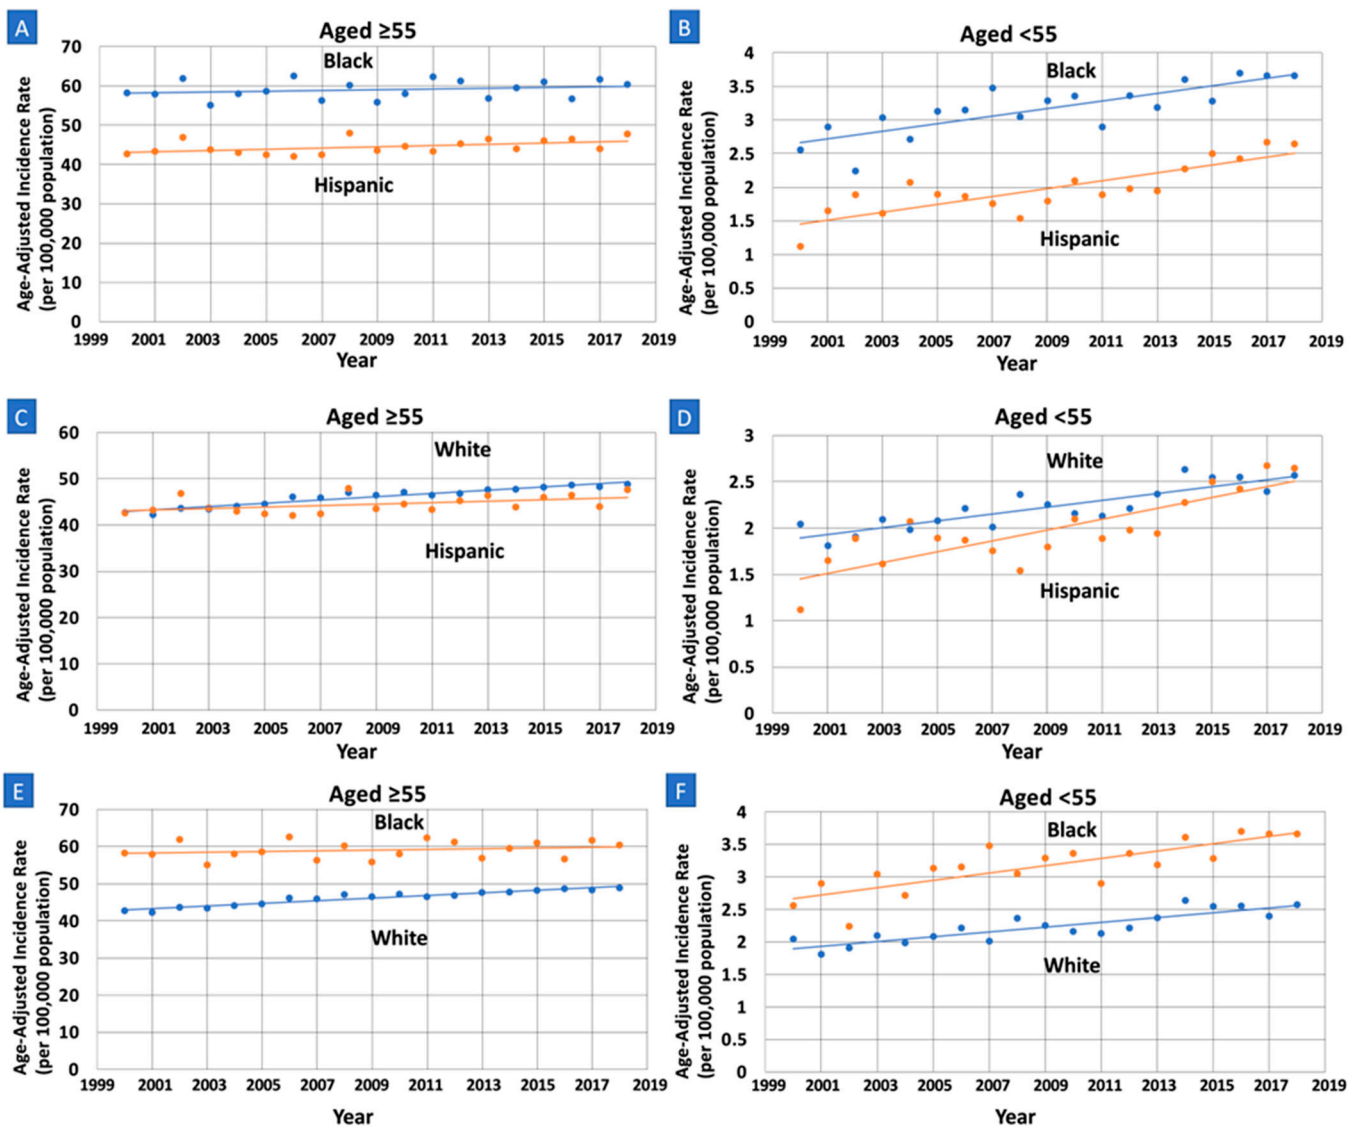 A
Aged ≥55
Black
Hispanic
Age-Adjusted Incidence Rate
(per 100,000 population)
70
60
50
40
30
20
10
0
1999 2001 2003 2005 2007 2009 2011 2013 2015 2017 2019
Year
B
Aged <55
Black
Hispanic
Age-Adjusted Incidence Rate
(per 100,000 population)
4
3.5
3
2.5
2
1.5
1
0.5
0
1999 2001 2003 2005 2007 2009 2011 2013 2015 2017 2019
Year
C
Aged ≥55
White
Hispanic
Age-Adjusted Incidence Rate
(per 100,000 population)
60
50
40
30
20
10
0
1999 2001 2003 2005 2007 2009 2011 2013 2015 2017 2019
Year
D
Aged <55
White
Hispanic
Age-Adjusted Incidence Rate
(per 100,000 population)
3
2.5
2
1.5
1
0.5
0
1999 2001 2003 2005 2007 2009 2011 2013 2015 2017 2019
Year
E
Aged ≥55
Black
White
Age-Adjusted Incidence Rate
(per 100,000 population)
70
60
50
40
30
20
10
0
1999 2001 2003 2005 2007 2009 2011 2013 2015 2017 2019
Year
F
Aged <55
Black
White
Age-Adjusted Incidence Rate
(per 100,000 population)
4
3.5
3
2.5
2
1.5
1
0.5
0
1999 2001 2003 2005 2007 2009 2011 2013 2015 2017 2019
Year